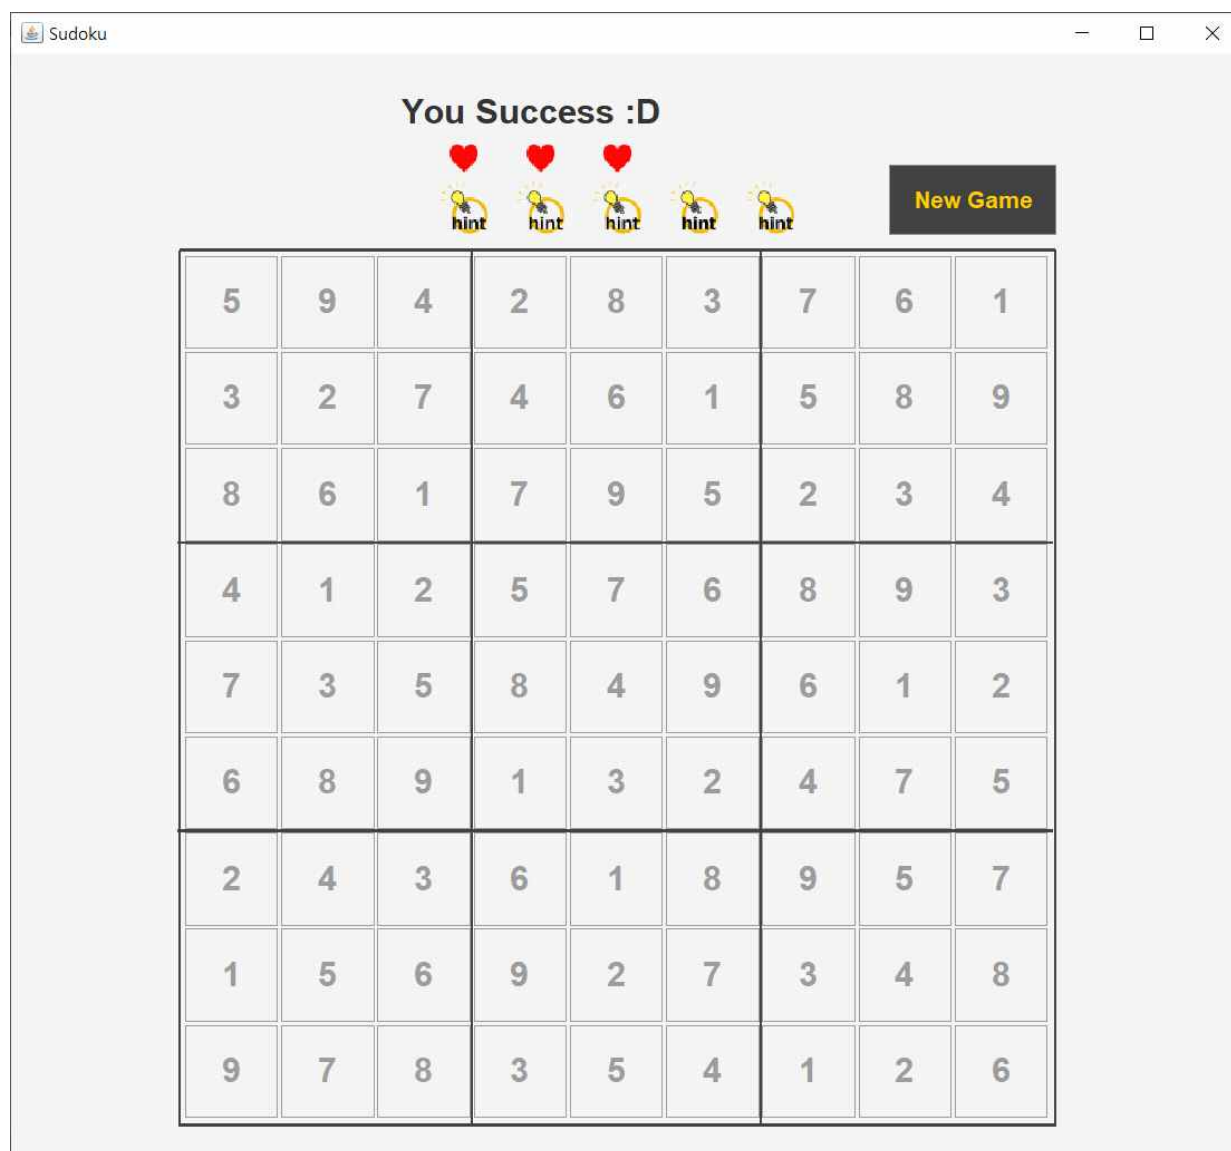 Sudoku
You Success :D
hint hint hint hint hint
New Game
5 9 4 2 8 3 7 6 1
3 2 7 4 6 1 5 8 9
8 6 1 7 9 5 2 3 4
4 1 2 5 7 6 8 9 3
7 3 5 8 4 9 6 1 2
6 8 9 1 3 2 4 7 5
2 4 3 6 1 8 9 5 7
1 5 6 9 2 7 3 4 8
9 7 8 3 5 4 1 2 6